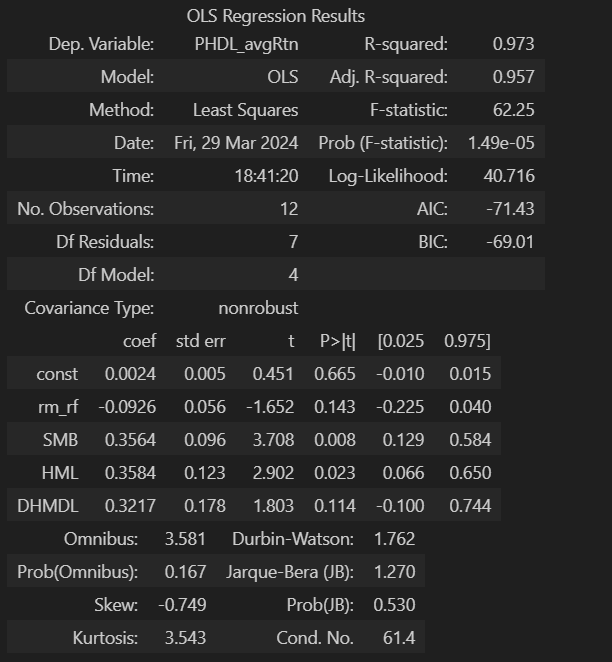 OLS Regression Results
Dep. Variable: PHDL_avgRtn R-squared: 0.973
Model: OLS Adj. R-squared: 0.957
Method: Least Squares F-statistic: 62.25
Date: Fri, 29 Mar 2024 Prob (F-statistic): 1.49e-05
Time: 18:41:20 Log-Likelihood: 40.716
No. Observations: 12 AIC: -71.43
Df Residuals: 7 BIC: -69.01
Df Model: 4
Covariance Type: nonrobust
coef std err t P>|t| [0.025 0.975]
const 0.0024 0.005 0.451 0.665 -0.010 0.015
rm_rf -0.0926 0.056 -1.652 0.143 -0.225 0.040
SMB 0.3564 0.096 3.708 0.008 0.129 0.584
HML 0.3584 0.123 2.902 0.023 0.066 0.650
DHMDL 0.3217 0.178 1.803 0.114 -0.100 0.744
Omnibus: 3.581 Durbin-Watson: 1.762
Prob(Omnibus): 0.167 Jarque-Bera (JB): 1.270
Skew: -0.749 Prob(JB): 0.530
Kurtosis: 3.543 Cond. No. 61.4